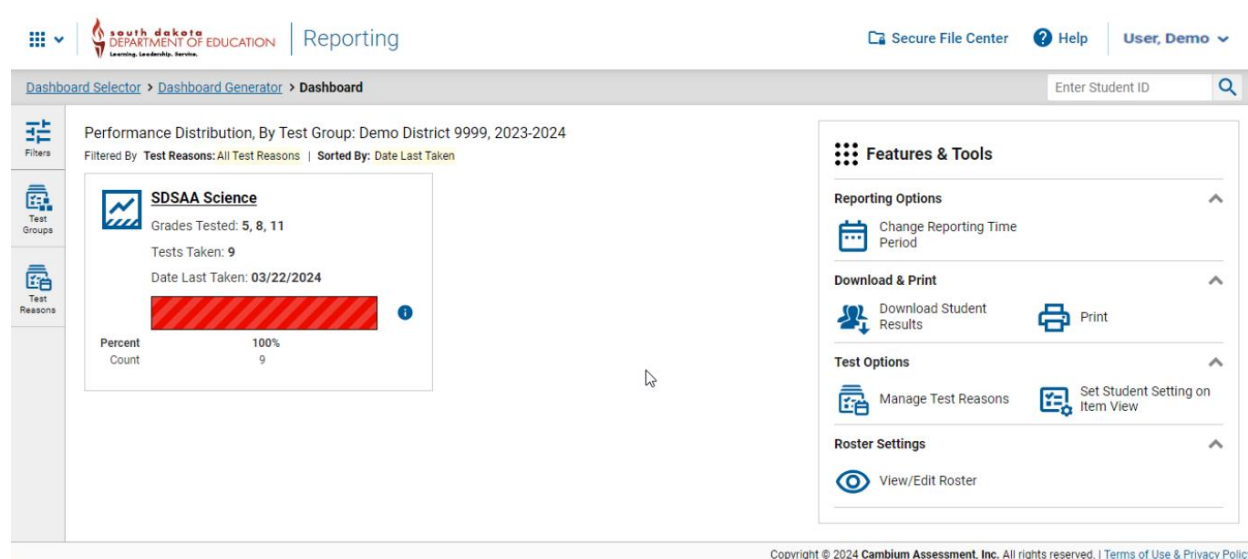 south dakota
DEPARTMENT OF EDUCATION
Learning. Leadership. Service.
Reporting
Secure File Center
Help
User, Demo
Dashboard Selector > Dashboard Generator > Dashboard
Enter Student ID
Filters
Test
Groups
Test
Reasons
Performance Distribution, By Test Group: Demo District 9999, 2023-2024
Filtered By Test Reasons: All Test Reasons | Sorted By: Date Last Taken
SDSAA Science
Grades Tested: 5, 8, 11
Tests Taken: 9
Date Last Taken: 03/22/2024
Percent 100%
Count 9
Features & Tools
Reporting Options
Change Reporting Time
Period
Download & Print
Download Student
Results
Print
Test Options
Manage Test Reasons
Set Student Setting on
Item View
Roster Settings
View/Edit Roster
Copyright © 2024 Cambium Assessment, Inc. All rights reserved. | Terms of Use & Privacy Polic